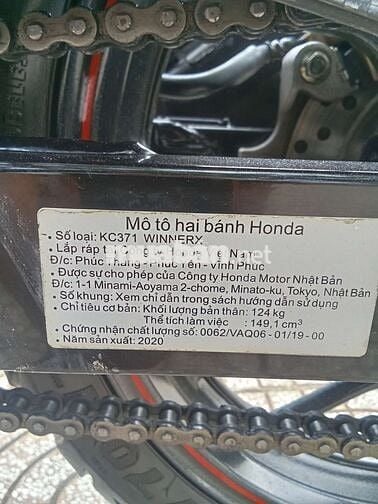 Mô tô hai bánh Honda
Số loại: KC371 WINNERX
Lắp ráp
Đ/c: Phúc Vĩnh Phúc
Được sự cho phép của Công ty Honda Motor Nhật Bản
Đ/c: 1-1 Minami-Aoyama 2-chome, Minato-ku, Tokyo, Nhật Bản
Số khung: Xem chỉ dẫn trong sách hướng dẫn sử dụng
Chỉ tiêu cơ bản: Khối lượng bản thân: 124 kg
Thể tích làm việc : 149,1 cm³
Chứng nhận chất lượng số: 0062/VAQ06 - 01/19 - 00
Năm sản xuất: 2020